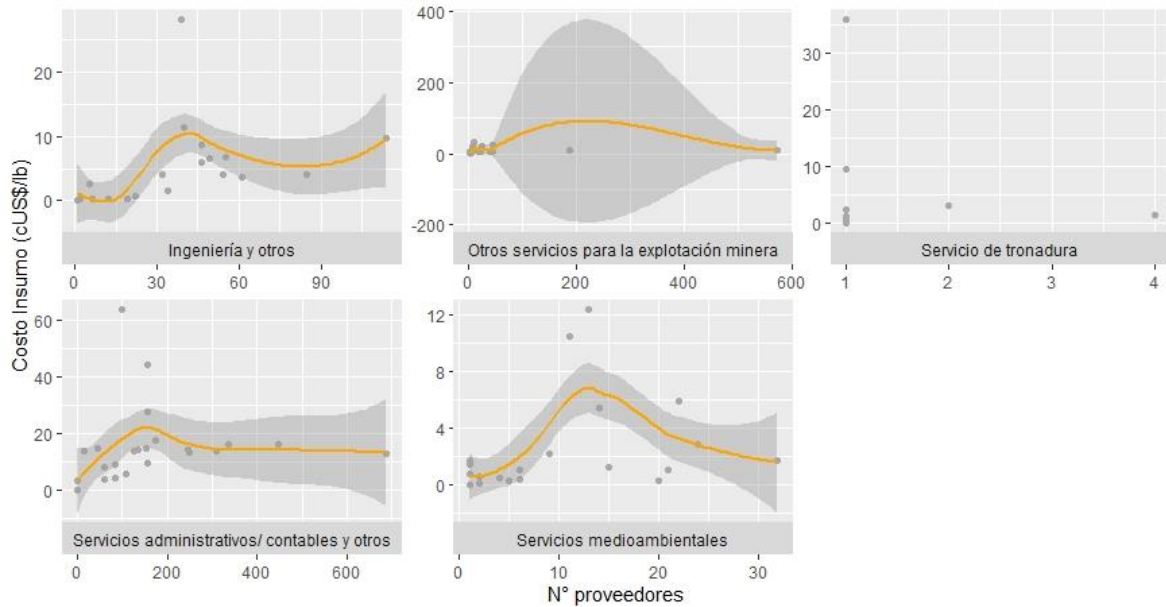 Costo Insumo (cUS$/lb)
20
10
0
Ingeniería y otros
0 30 60 90
400
200
0
-200
Otros servicios para la explotación minera
0 200 400 600
30
20
10
0
Servicio de tronadura
1 2 3 4
60
40
20
0
Servicios administrativos/ contables y otros
0 200 400 600
12
8
4
0
Servicios medioambientales
0 10 20 30
N° proveedores